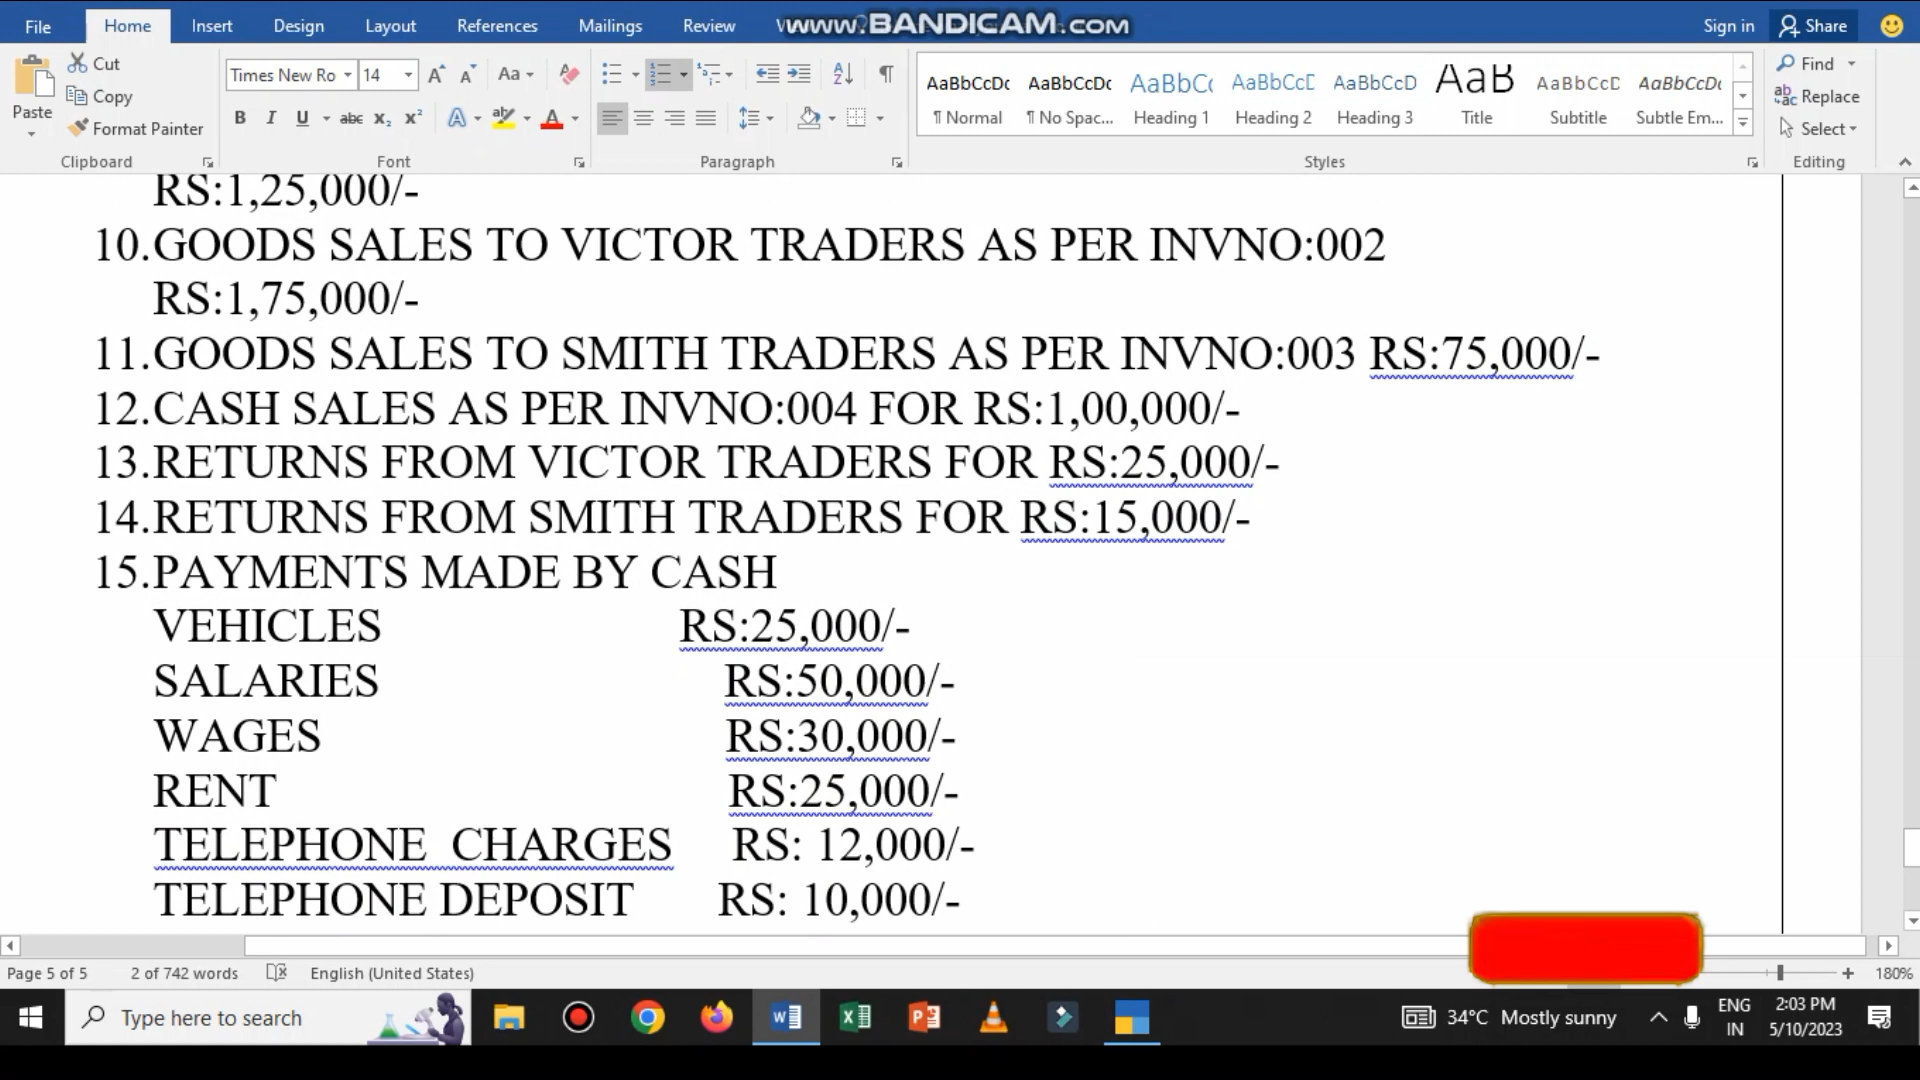 www.BANDICAM.com
File Home Insert Design Layout References Mailings Review Sign in Share
Paste Cut Copy Format Painter
Times New Ro 14
Aa
AaBbCcDc AaBbCcDc AaBbC AaBbCcD AaBbCcD AaB AaBbCcD AaBbCcDc
¶ Normal ¶ No Spac... Heading 1 Heading 2 Heading 3 Title Subtitle Subtle Em...
Find
Replace
Select
Clipboard Font Paragraph Styles Editing
RS:1,25,000/-
10.GOODS SALES TO VICTOR TRADERS AS PER INVNO:002
RS:1,75,000/-
11.GOODS SALES TO SMITH TRADERS AS PER INVNO:003 RS:75,000/-
12.CASH SALES AS PER INVNO:004 FOR RS:1,00,000/-
13.RETURNS FROM VICTOR TRADERS FOR RS:25,000/-
14.RETURNS FROM SMITH TRADERS FOR RS:15,000/-
15.PAYMENTS MADE BY CASH
VEHICLES RS:25,000/-
SALARIES RS:50,000/-
WAGES RS:30,000/-
RENT RS:25,000/-
TELEPHONE CHARGES RS: 12,000/-
TELEPHONE DEPOSIT RS: 10,000/-
Page 5 of 5 2 of 742 words English (United States) 180%
Type here to search 34°C Mostly sunny ENG IN 2:03 PM 5/10/2023